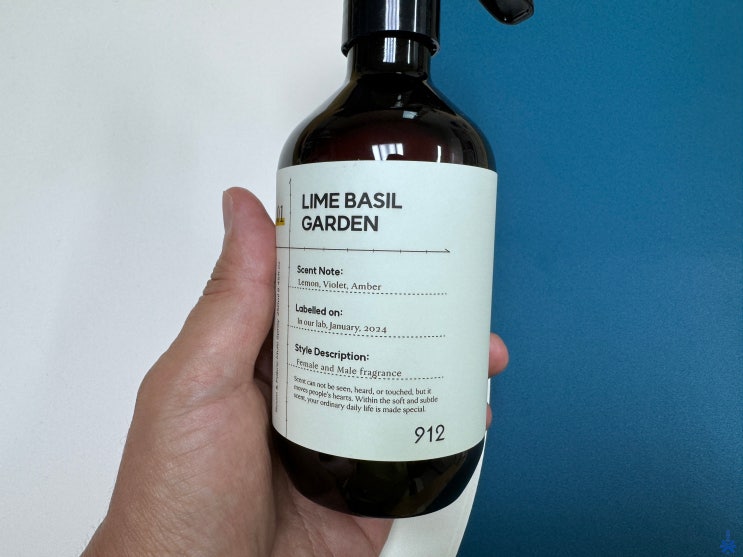 01
LIME BASIL
GARDEN
Scent Note:
Lemon, Violet, Amber
Labelled on:
In our lab, January, 2024
Style Description:
Female and Male fragrance
Scent can not be seen, heard, or touched, but it
moves people's hearts. Within the soft and subtle
scent, your ordinary daily life is made special.
912